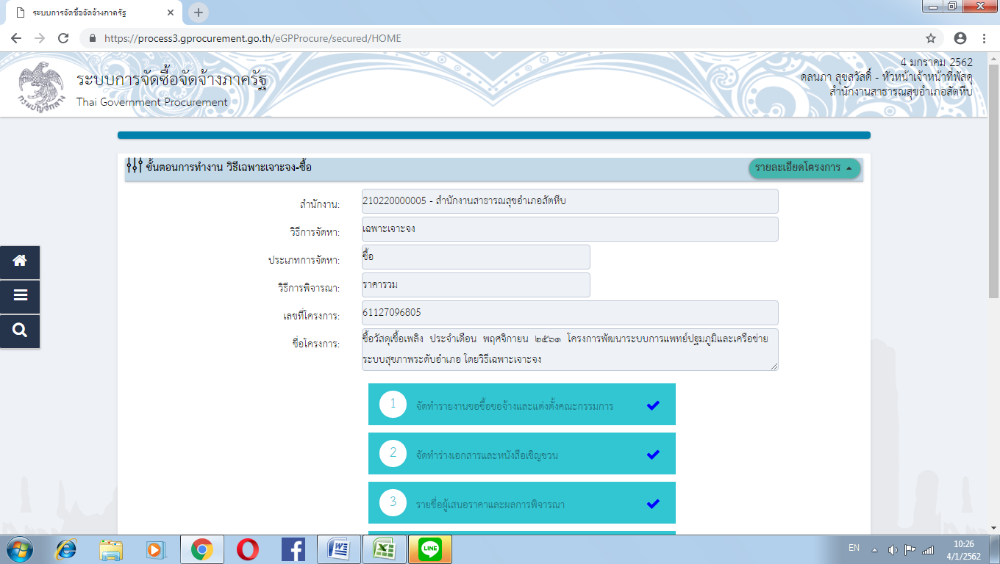 ระบบการจัดซื้อจัดจ้างภาครัฐ
https://process3.gprocurement.go.th/eGPProcure/secured/HOME
4 มกราคม 2562
ระบบการจัดซื้อจัดจ้างภาครัฐ
ดลนภา สุขสวัสดิ์ - หัวหน้าเจ้าหน้าที่พัสดุ
Thai Government Procurement
สำนักงานสาธารณสุขอำเภอสัตหีบ
กรมบัญชีกลาง
ขั้นตอนการทำงาน วิธีเฉพาะเจาะจง-ซื้อ
รายละเอียดโครงการ
สำนักงาน: 210220000005 - สำนักงานสาธารณสุขอำเภอสัตหีบ
วิธีการจัดหา: เฉพาะเจาะจง
ประเภทการจัดหา: ซื้อ
วิธีการพิจารณา: ราคารวม
เลขที่โครงการ: 61127096805
ชื่อโครงการ: ซื้อวัสดุเชื้อเพลิง ประจำเดือน พฤศจิกายน ๒๕๖๑ โครงการพัฒนาระบบการแพทย์ปฐมภูมิและเครือข่าย
ระบบสุขภาพระดับอำเภอ โดยวิธีเฉพาะเจาะจง
1 จัดทำรายงานขอซื้อขอจ้างและแต่งตั้งคณะกรรมการ
2 จัดทำร่างเอกสารและหนังสือเชิญชวน
3 รายชื่อผู้เสนอราคาและผลการพิจารณา
LINE
EN
10:26
4/1/2562